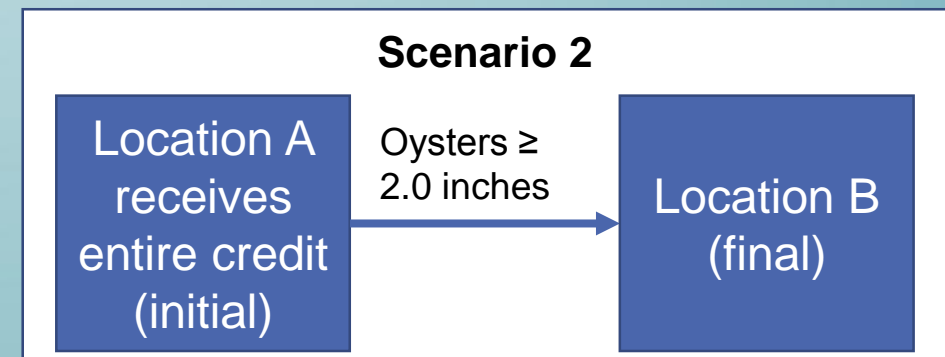 Scenario 2
Location A
receives
entire credit
(initial)
Oysters ≥
2.0 inches
Location B
(final)